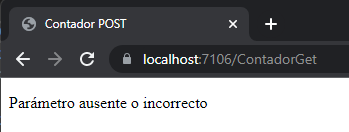 Contador POST
localhost:7106/ContadorGet
Parámetro ausente o incorrecto